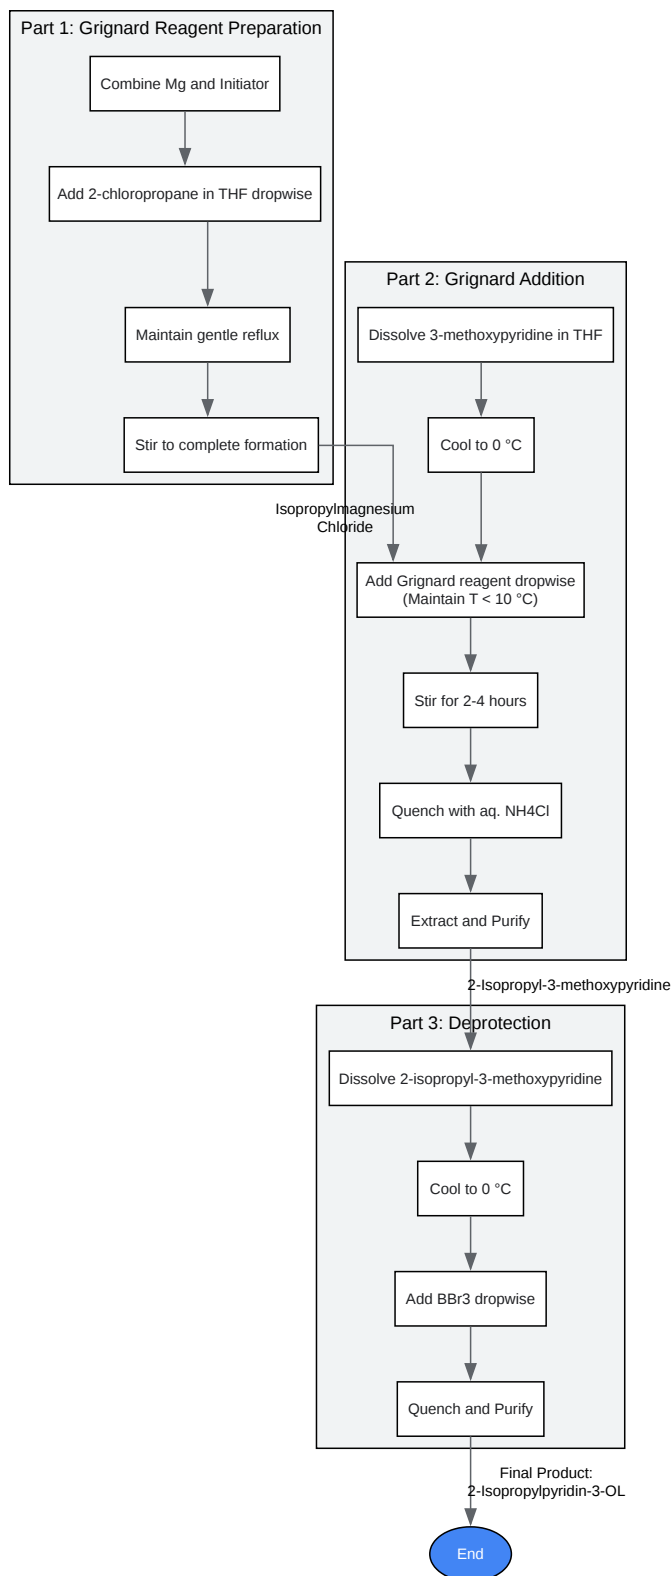 Part 1: Grignard Reagent Preparation
Combine Mg and Initiator
Add 2-chloropropane in THF dropwise
Maintain gentle reflux
Stir to complete formation
Isopropylmagnesium
Chloride
Part 2: Grignard Addition
Dissolve 3-methoxypyridine in THF
Cool to 0 °C
Add Grignard reagent dropwise
(Maintain T < 10 °C)
Stir for 2-4 hours
Quench with aq. NH4Cl
Extract and Purify
2-Isopropyl-3-methoxypyridine
Part 3: Deprotection
Dissolve 2-isopropyl-3-methoxypyridine
Cool to 0 °C
Add BBr3 dropwise
Quench and Purify
Final Product:
2-Isopropylpyridin-3-OL
End